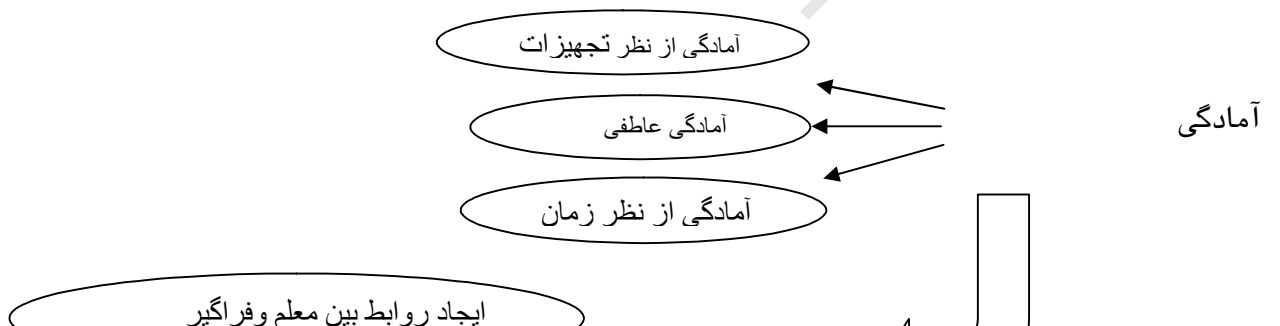 آمادگی از نظر تجهیزات
آمادگی
آمادگی عاطفی
آمادگی از نظر زمان
ایجاد روابط بین معلم وفراگیر